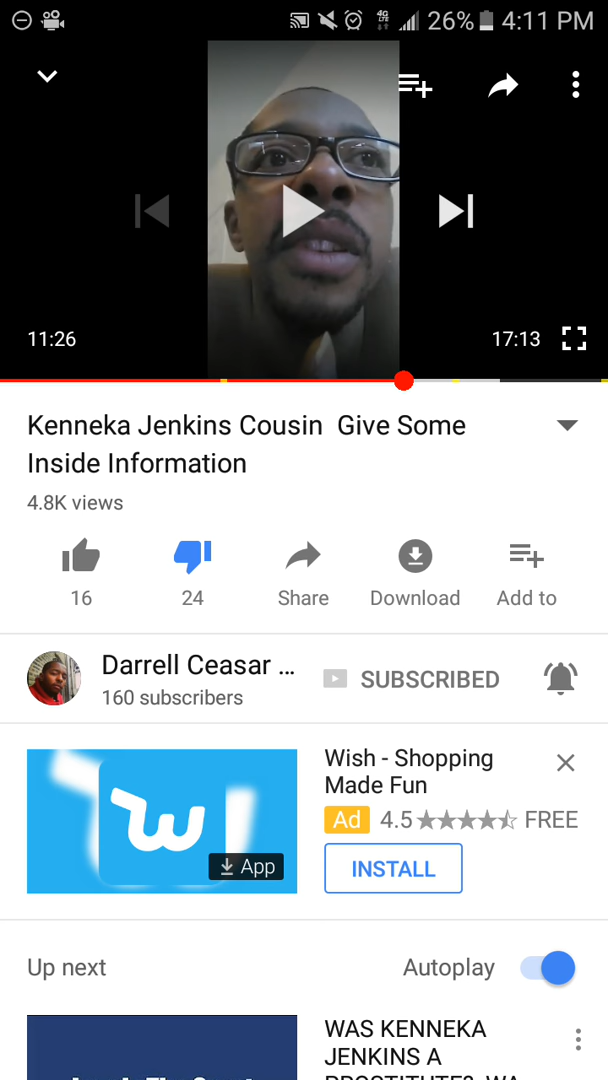 4G LTE 26% 4:11 PM
11:26 17:13
Kenneka Jenkins Cousin  Give Some
Inside Information
4.8K views
16 24 Share Download Add to
Darrell Ceasar ...
160 subscribers
SUBSCRIBED
Wish - Shopping
Made Fun
Ad 4.5 FREE
w
App
INSTALL
Up next Autoplay
WAS KENNEKA
JENKINS A